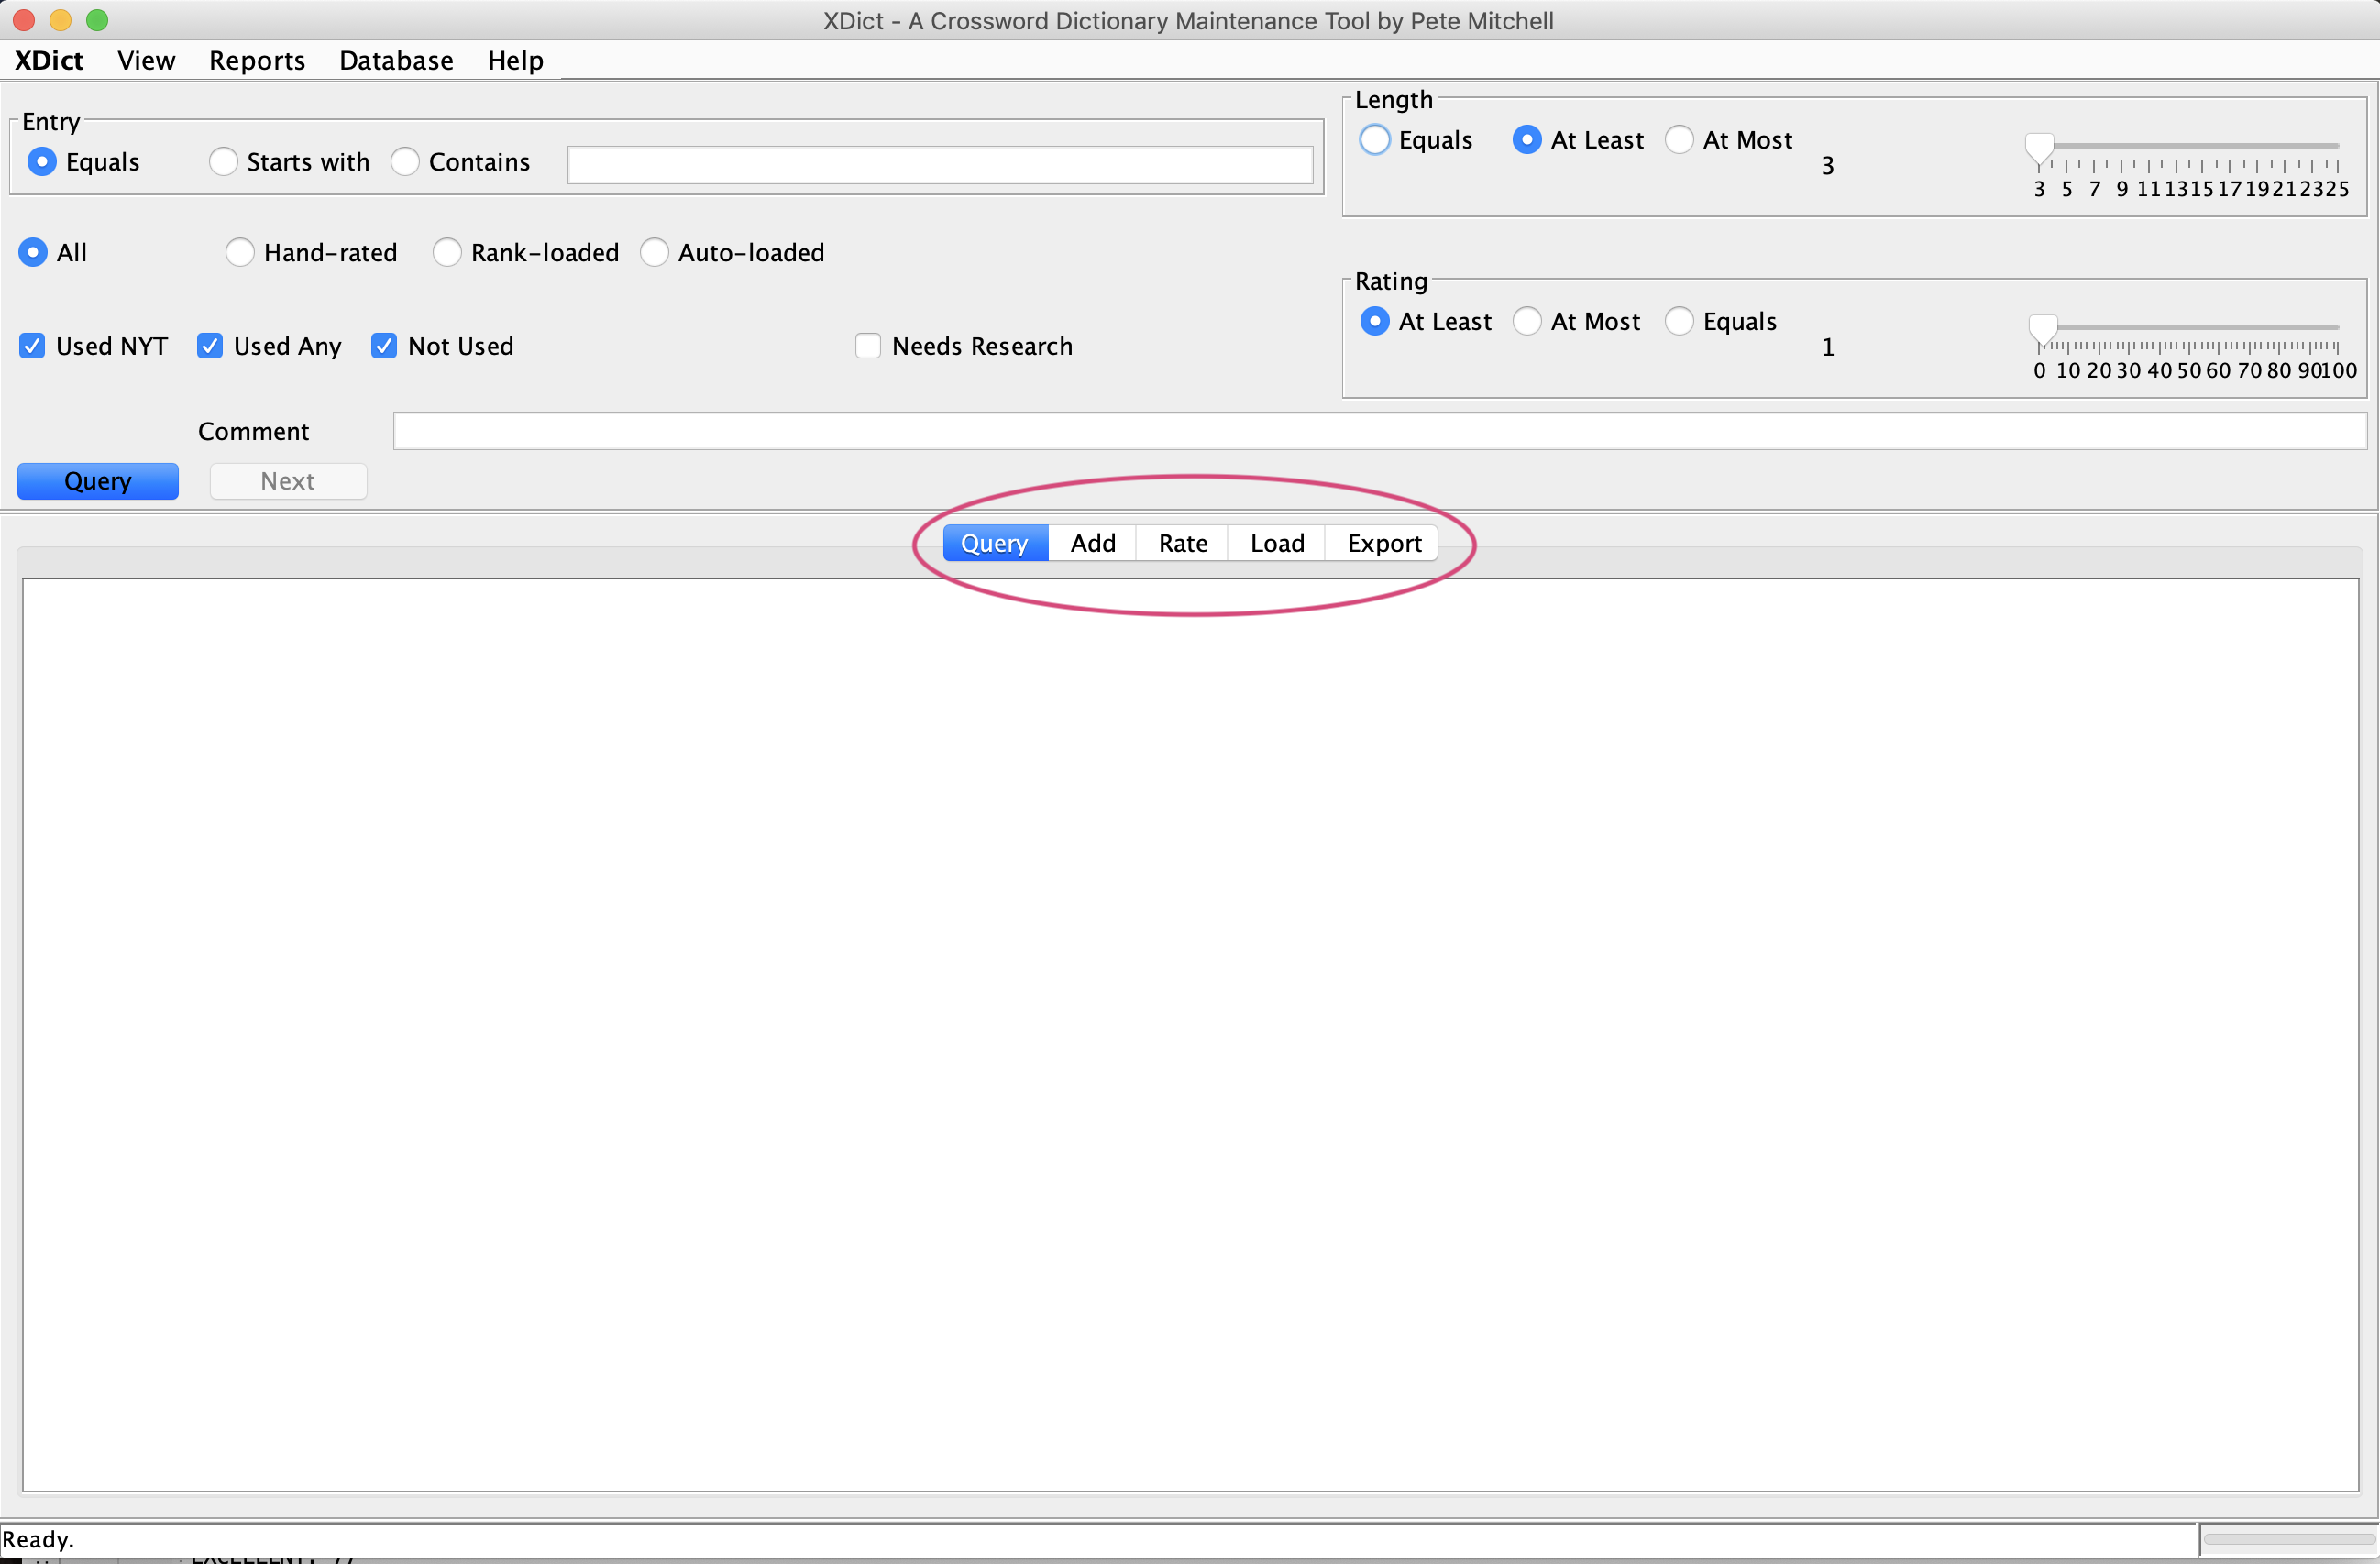 XDict - A Crossword Dictionary Maintenance Tool by Pete Mitchell
XDict View Reports Database Help
Entry
Equals Starts with Contains
Length
Equals At Least At Most 3
3 5 7 9 11 13 15 17 19 21 23 25
All Hand-rated Rank-loaded Auto-loaded
Rating
At Least At Most Equals 1
0 10 20 30 40 50 60 70 80 90 100
Used NYT Used Any Not Used Needs Research
Comment
Query Next
Query Add Rate Load Export
Ready.